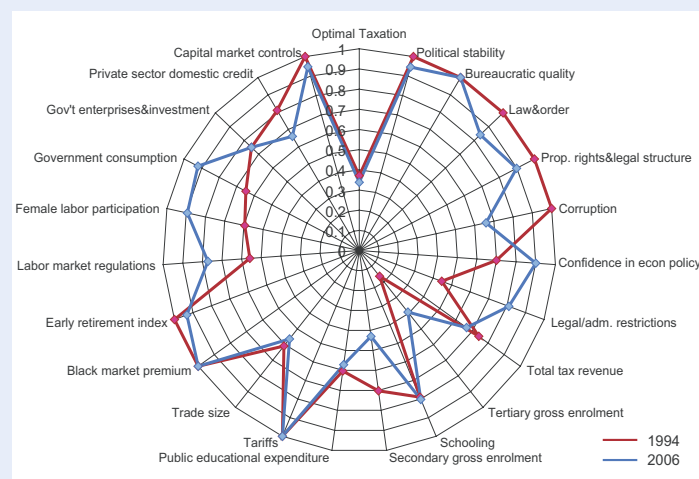 Optimal Taxation
Capital market controls
Political stability
Private sector domestic credit
Bureaucratic quality
Gov't enterprises&investment
Law&order
Government consumption
Prop. rights&legal structure
Female labor participation
Corruption
Labor market regulations
Confidence in econ policy
Early retirement index
Legal/adm. restrictions
Black market premium
Total tax revenue
Trade size
Tertiary gross enrolment
Tariffs
Schooling
Public educational expenditure
Secondary gross enrolment
1
0.9
0.8
0.7
0.6
0.5
0.4
0.3
0.2
0.1
0
1994
2006